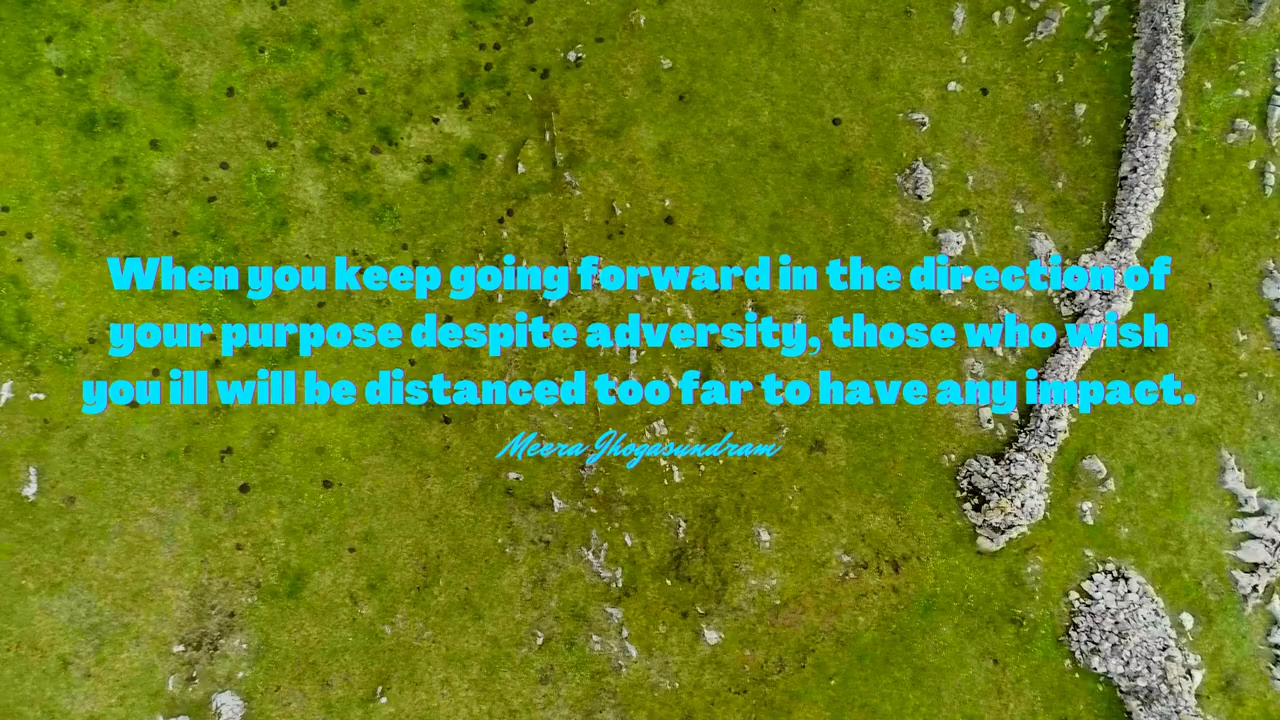 When you keep going forward in the direction of
your purpose despite adversity, those who wish
you ill will be distanced too far to have any impact.
Meera Jhogasundram